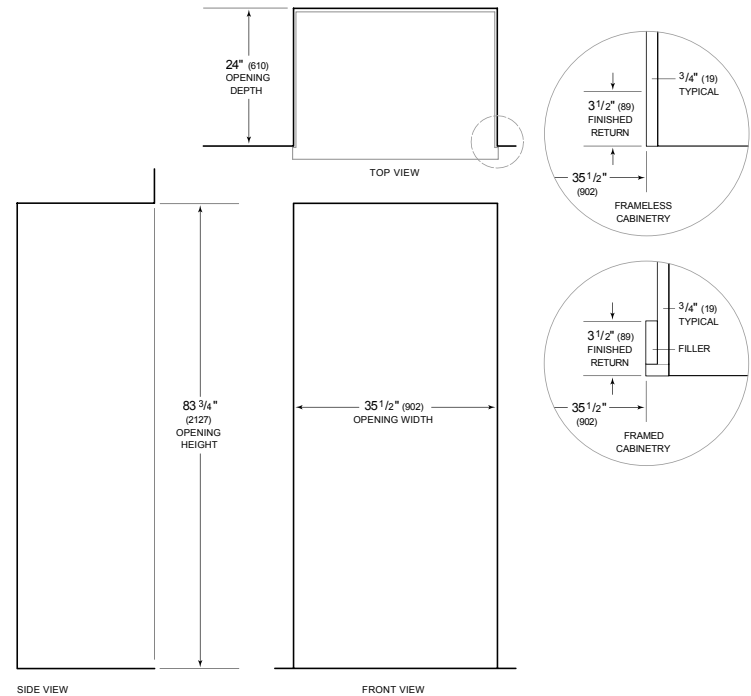 24" (610)
OPENING
DEPTH
TOP VIEW
3/4" (19)
TYPICAL
3 1/2" (89)
FINISHED
RETURN
35 1/2"
(902)
FRAMELESS
CABINETRY
3/4" (19)
TYPICAL
3 1/2" (89)
FINISHED
RETURN
FILLER
35 1/2"
(902)
FRAMED
CABINETRY
83 3/4"
(2127)
OPENING
HEIGHT
35 1/2" (902)
OPENING WIDTH
SIDE VIEW
FRONT VIEW